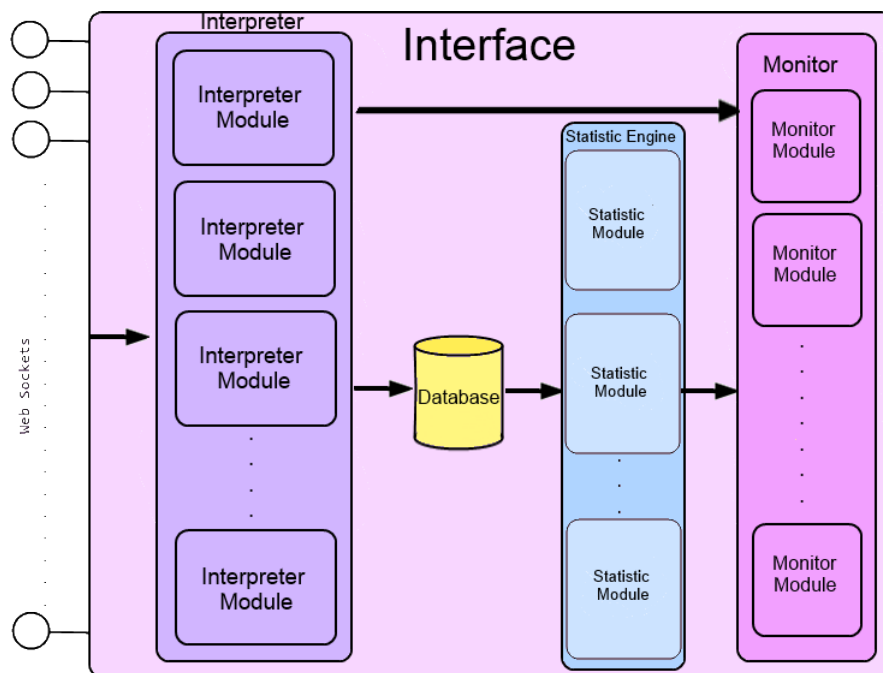 Interpreter
Interface
Interpreter
Module
Interpreter
Module
Interpreter
Module
Interpreter
Module
Web Sockets
Database
Statistic Engine
Statistic
Module
Statistic
Module
Statistic
Module
Monitor
Monitor
Module
Monitor
Module
Monitor
Module